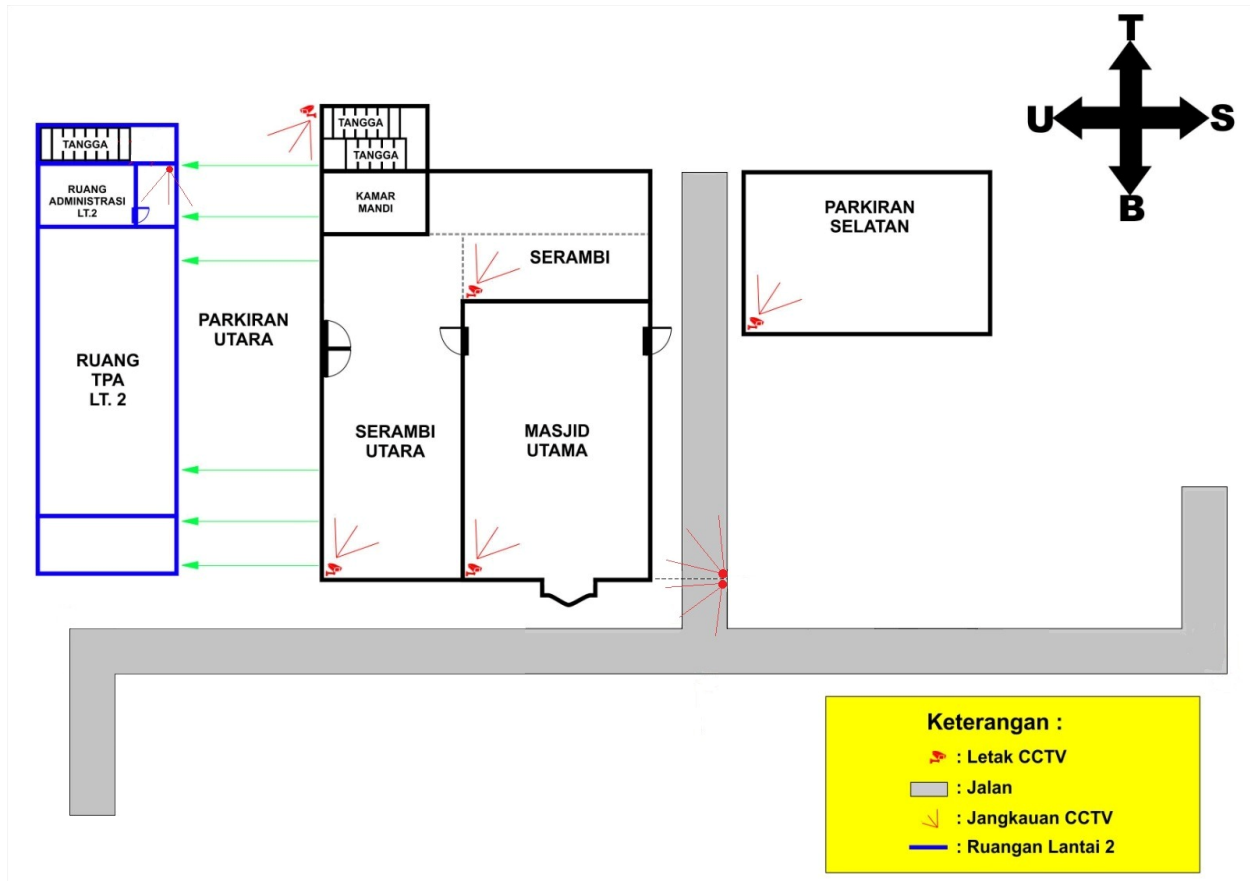 T
U
S
B
TANGGA
TANGGA
TANGGA
RUANG
ADMINISTRASI
LT.2
KAMAR
MANDI
PARKIRAN
SELATAN
SERAMBI
PARKIRAN
UTARA
RUANG
TPA
LT. 2
SERAMBI
UTARA
MASJID
UTAMA
Keterangan :
: Letak CCTV
: Jalan
: Jangkauan CCTV
: Ruangan Lantai 2